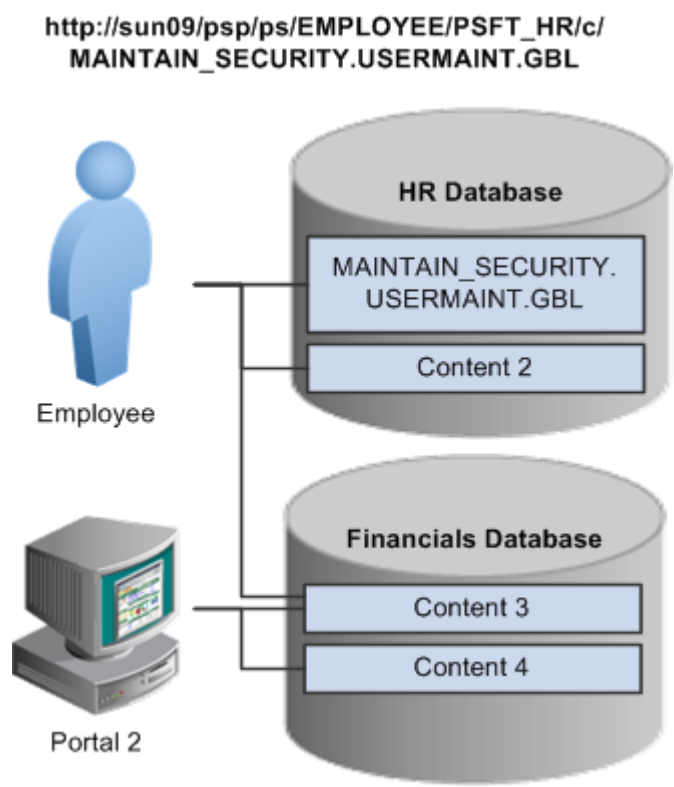 http://sun09/psp/ps/EMPLOYEE/PSFT_HR/c/
MAINTAIN_SECURITY.USERMAINT.GBL
HR Database
MAINTAIN_SECURITY.
USERMAINT.GBL
Content 2
Employee
Financials Database
Content 3
Content 4
Portal 2